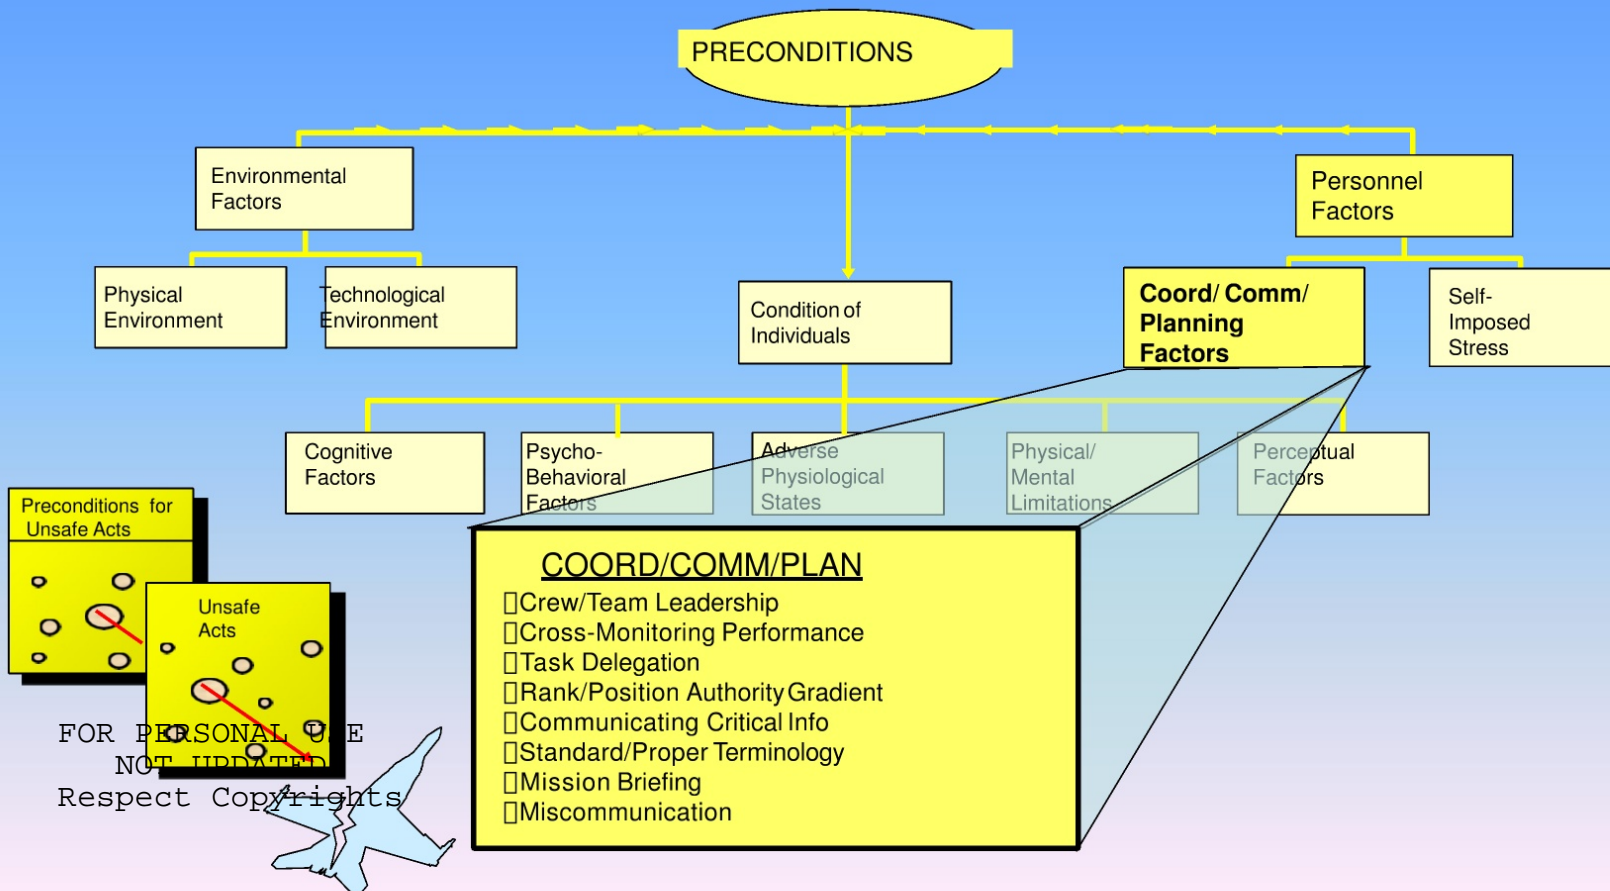 PRECONDITIONS
Environmental
Factors
Personnel
Factors
Physical
Environment
Technological
Environment
Condition of
Individuals
Coord/ Comm/
Planning
Factors
Self-
Imposed
Stress
Cognitive
Factors
Psycho-
Behavioral
Factors
Adverse
Physiological
States
Physical/
Mental
Limitations
Perceptual
Factors
Preconditions for
Unsafe Acts
Unsafe
Acts
COORD/COMM/PLAN
Crew/Team Leadership
Cross-Monitoring Performance
Task Delegation
Rank/Position Authority Gradient
Communicating Critical Info
Standard/Proper Terminology
Mission Briefing
Miscommunication
FOR PERSONAL USE
NOT UPDATED
Respect Copyrights